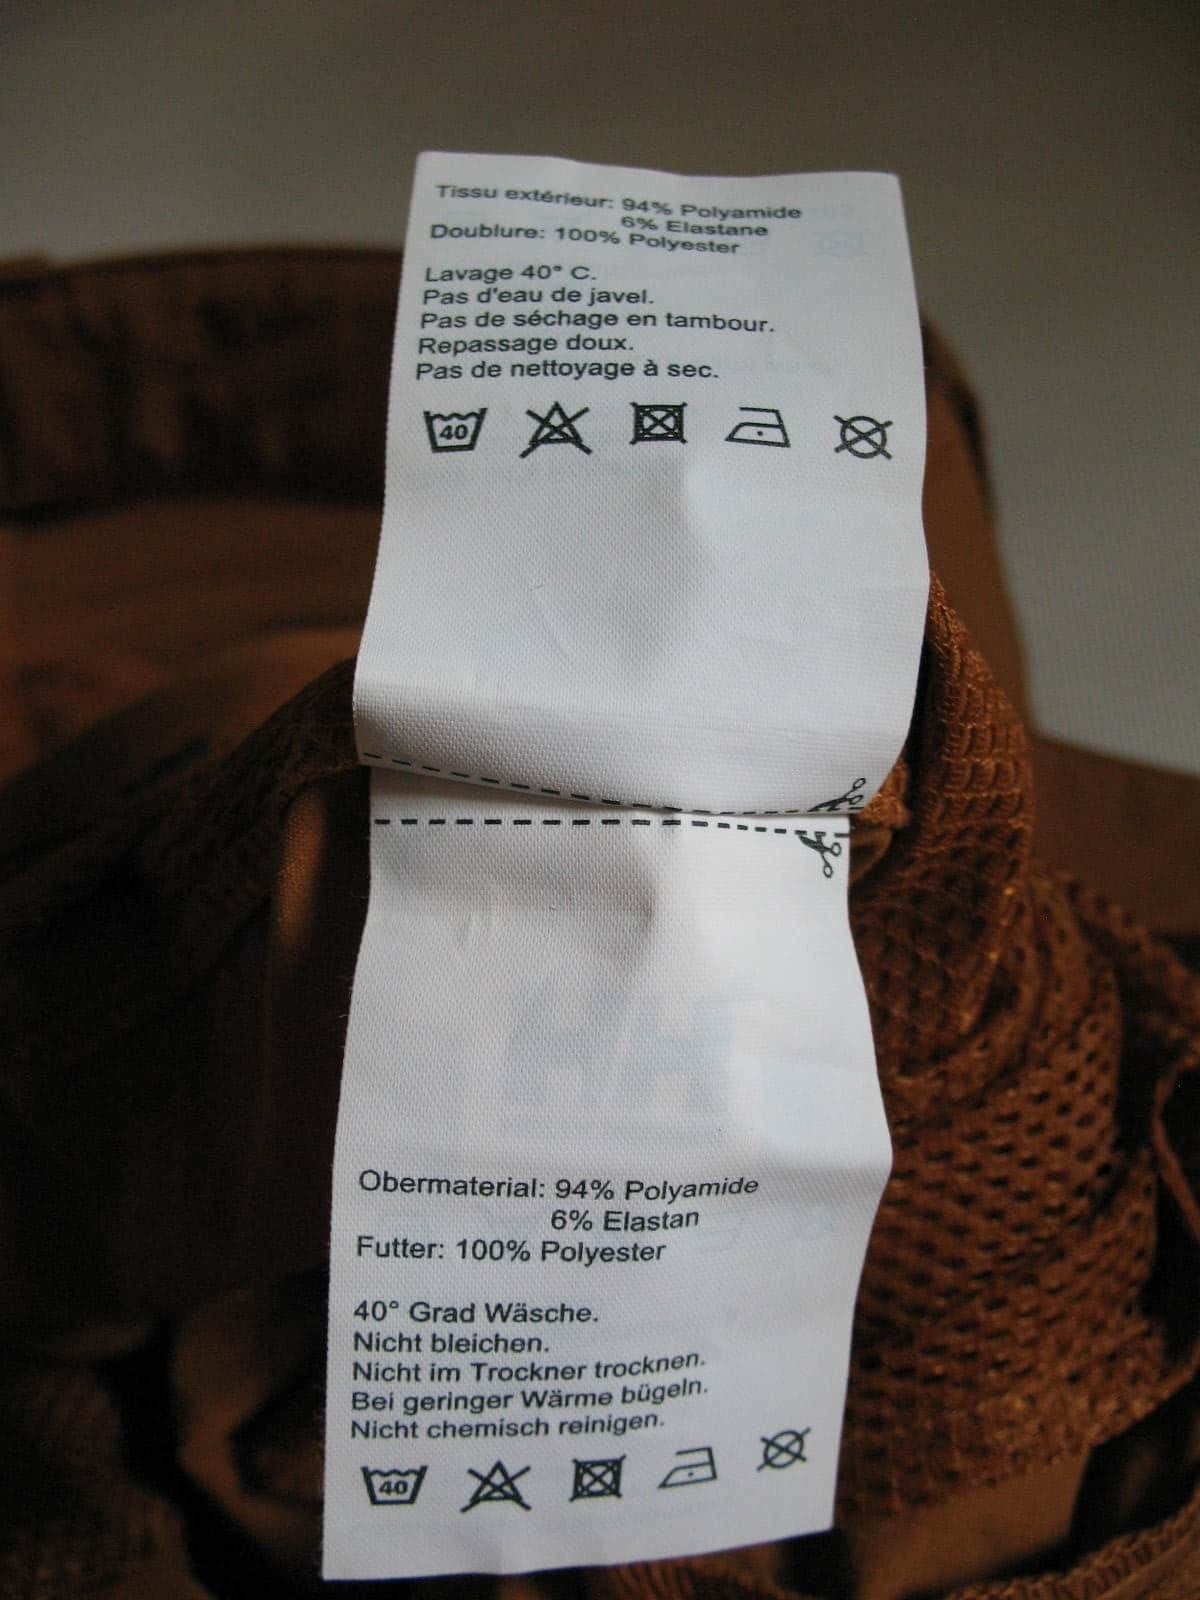 Tissu extérieur: 94% Polyamide
6% Elastane
Doublure: 100% Polyester
Lavage 40° C.
Pas d'eau de javel.
Pas de séchage en tambour.
Repassage doux.
Pas de nettoyage à sec.
40
Obermaterial: 94% Polyamide
6% Elastan
Futter: 100% Polyester
40° Grad Wäsche.
Nicht bleichen.
Nicht im Trockner trocknen.
Bei geringer Wärme bügeln.
Nicht chemisch reinigen.
40